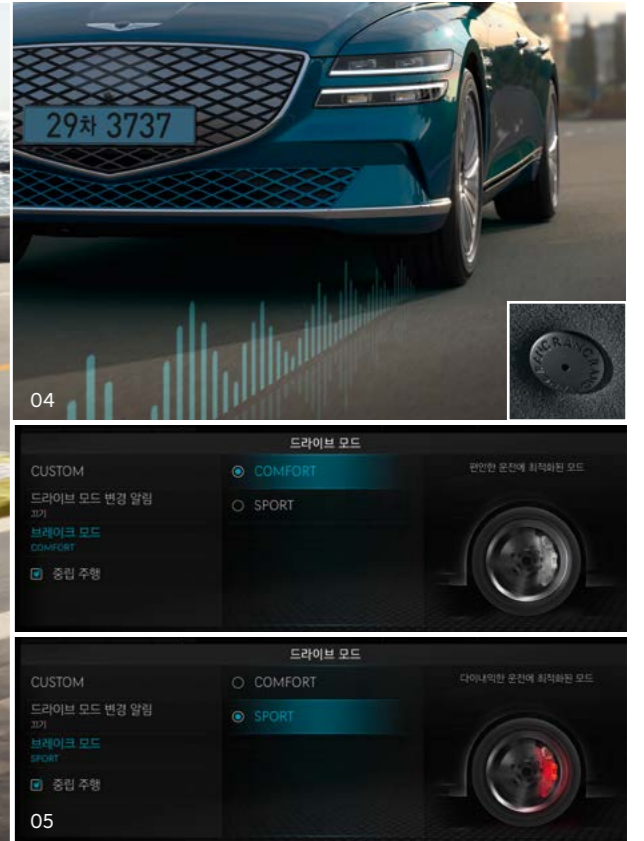 29차 3737
04
드라이브 모드
CUSTOM
드라이브 모드 변경 알림
끄기
브레이크 모드
COMFORT
중립 주행
COMFORT
SPORT
편안한 운전에 최적화된 모드
드라이브 모드
CUSTOM
드라이브 모드 변경 알림
끄기
브레이크 모드
SPORT
중립 주행
COMFORT
SPORT
다이내믹한 운전에 최적화된 모드
05